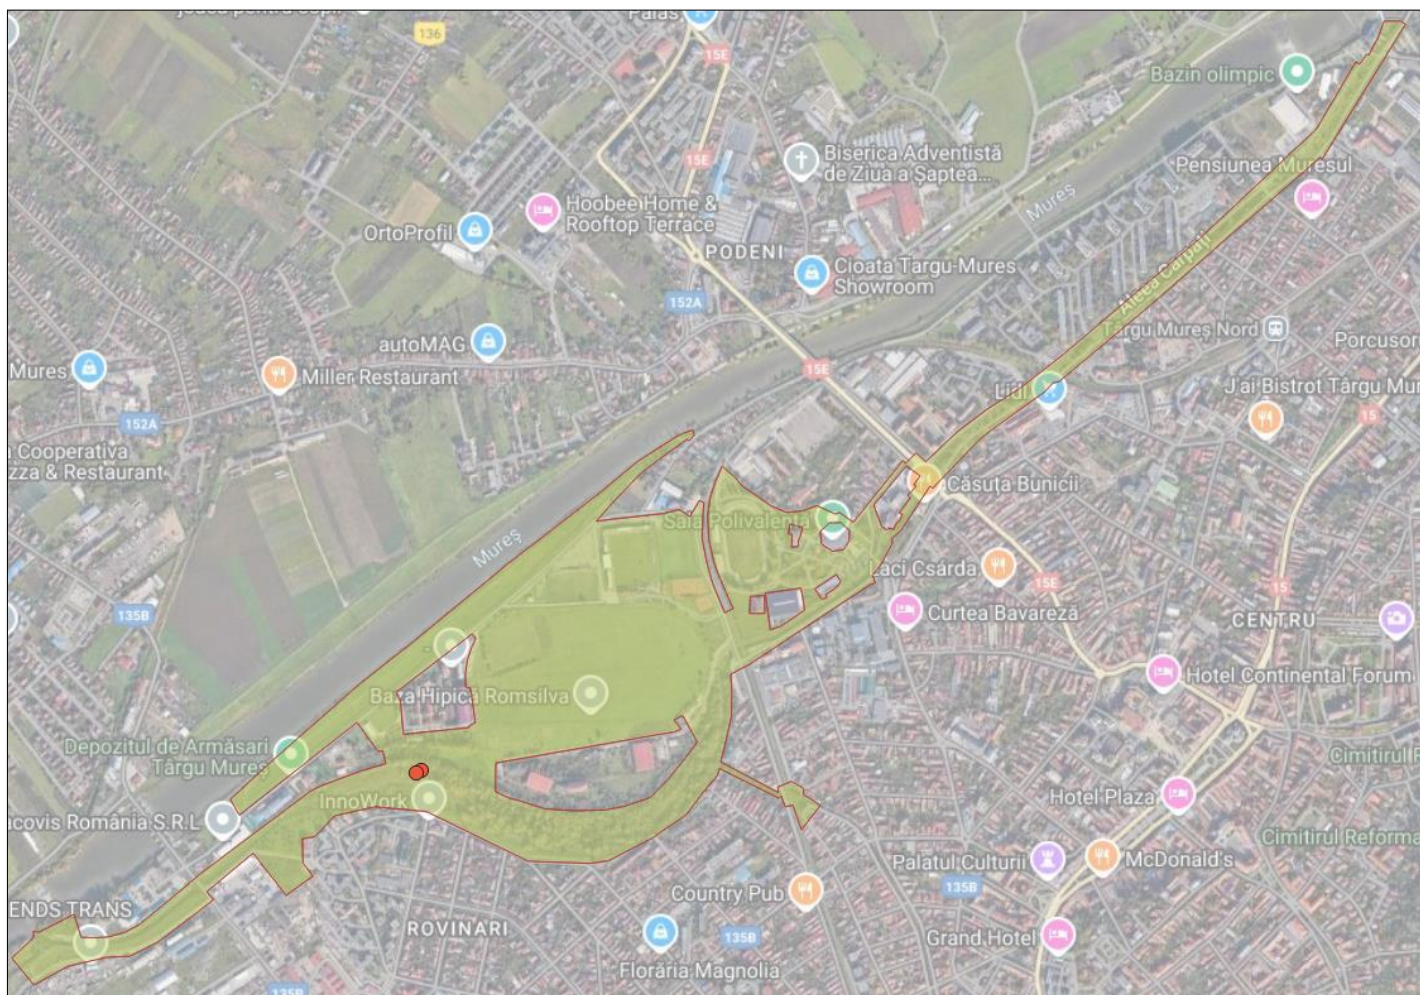 136
Palas
15E
Bazin olimpic
15E
Biserica Adventistă
de Ziua a Șaptea...
Pensiunea Muresul
Mureș
Hoobee Home &
Rooftop Terrace
OrtoProfil
PODENI
Cioata Targu-Mures
Showroom
Aleea Carpați
152A
Târgu Mureș Nord
autoMAG
Porcusor
Mures
Miller Restaurant
15E
Lidl
J'ai Bistrot Târgu Mur
152A
15
a Cooperativa
zza & Restaurant
Căsuța Bunicii
Sala Polivalentă
Mureș
Laci Csárda
15E
15
135B
Curtea Bavareză
CENTRU
Hotel Continental Forum
Baza Hipică Romsilva
Depozitul de Armăsari
Târgu Mureș
Cimitirul
InnoWork
Hotel Plaza
acovis România S.R.L
Cimitirul Reforma
Palatul Culturii
McDonald's
Country Pub
135B
ENDS TRANS
ROVINARI
135B
Grand Hotel
Florăria Magnolia
135B